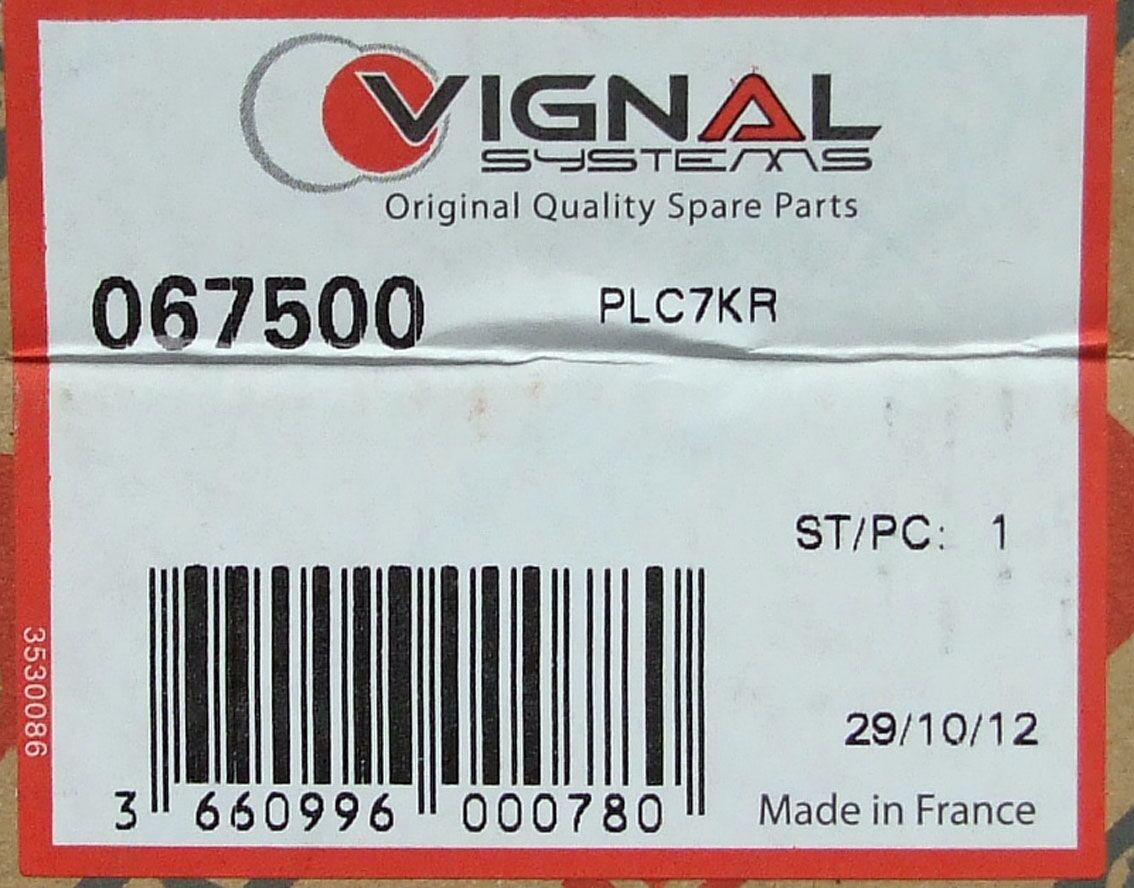 VIGNAL
SYSTEMS
Original Quality Spare Parts
067500 PLC7KR
ST/PC: 1
3530086
29/10/12
3 660996 000780
Made in France